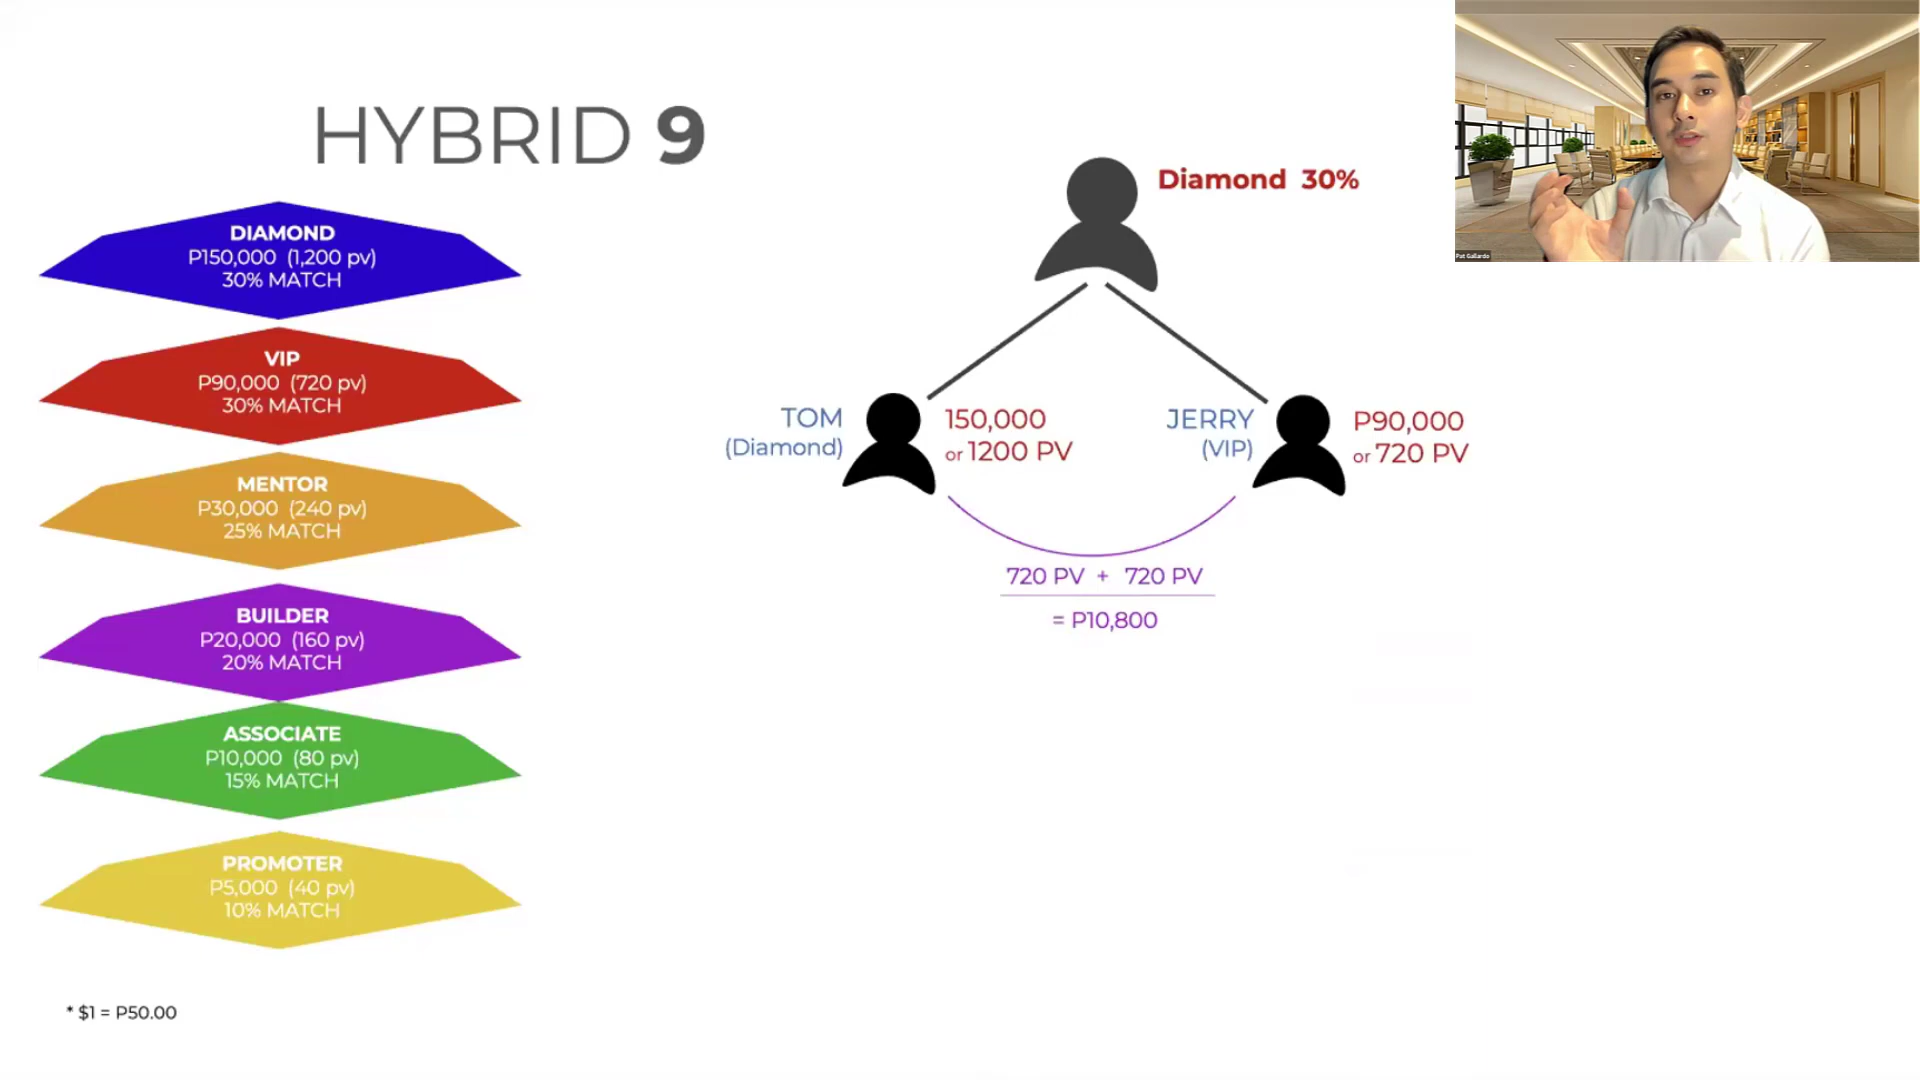 HYBRID 9
DIAMOND
P150,000 (1,200 pv)
30% MATCH
VIP
P90,000 (720 pv)
30% MATCH
MENTOR
P30,000 (240 pv)
25% MATCH
BUILDER
P20,000 (160 pv)
20% MATCH
ASSOCIATE
P10,000 (80 pv)
15% MATCH
PROMOTER
P5,000 (40 pv)
10% MATCH
* $1 = P50.00
Diamond 30%
TOM
(Diamond)
150,000
or 1200 PV
JERRY
(VIP)
P90,000
or 720 PV
720 PV + 720 PV
= P10,800
Pat Gallardo